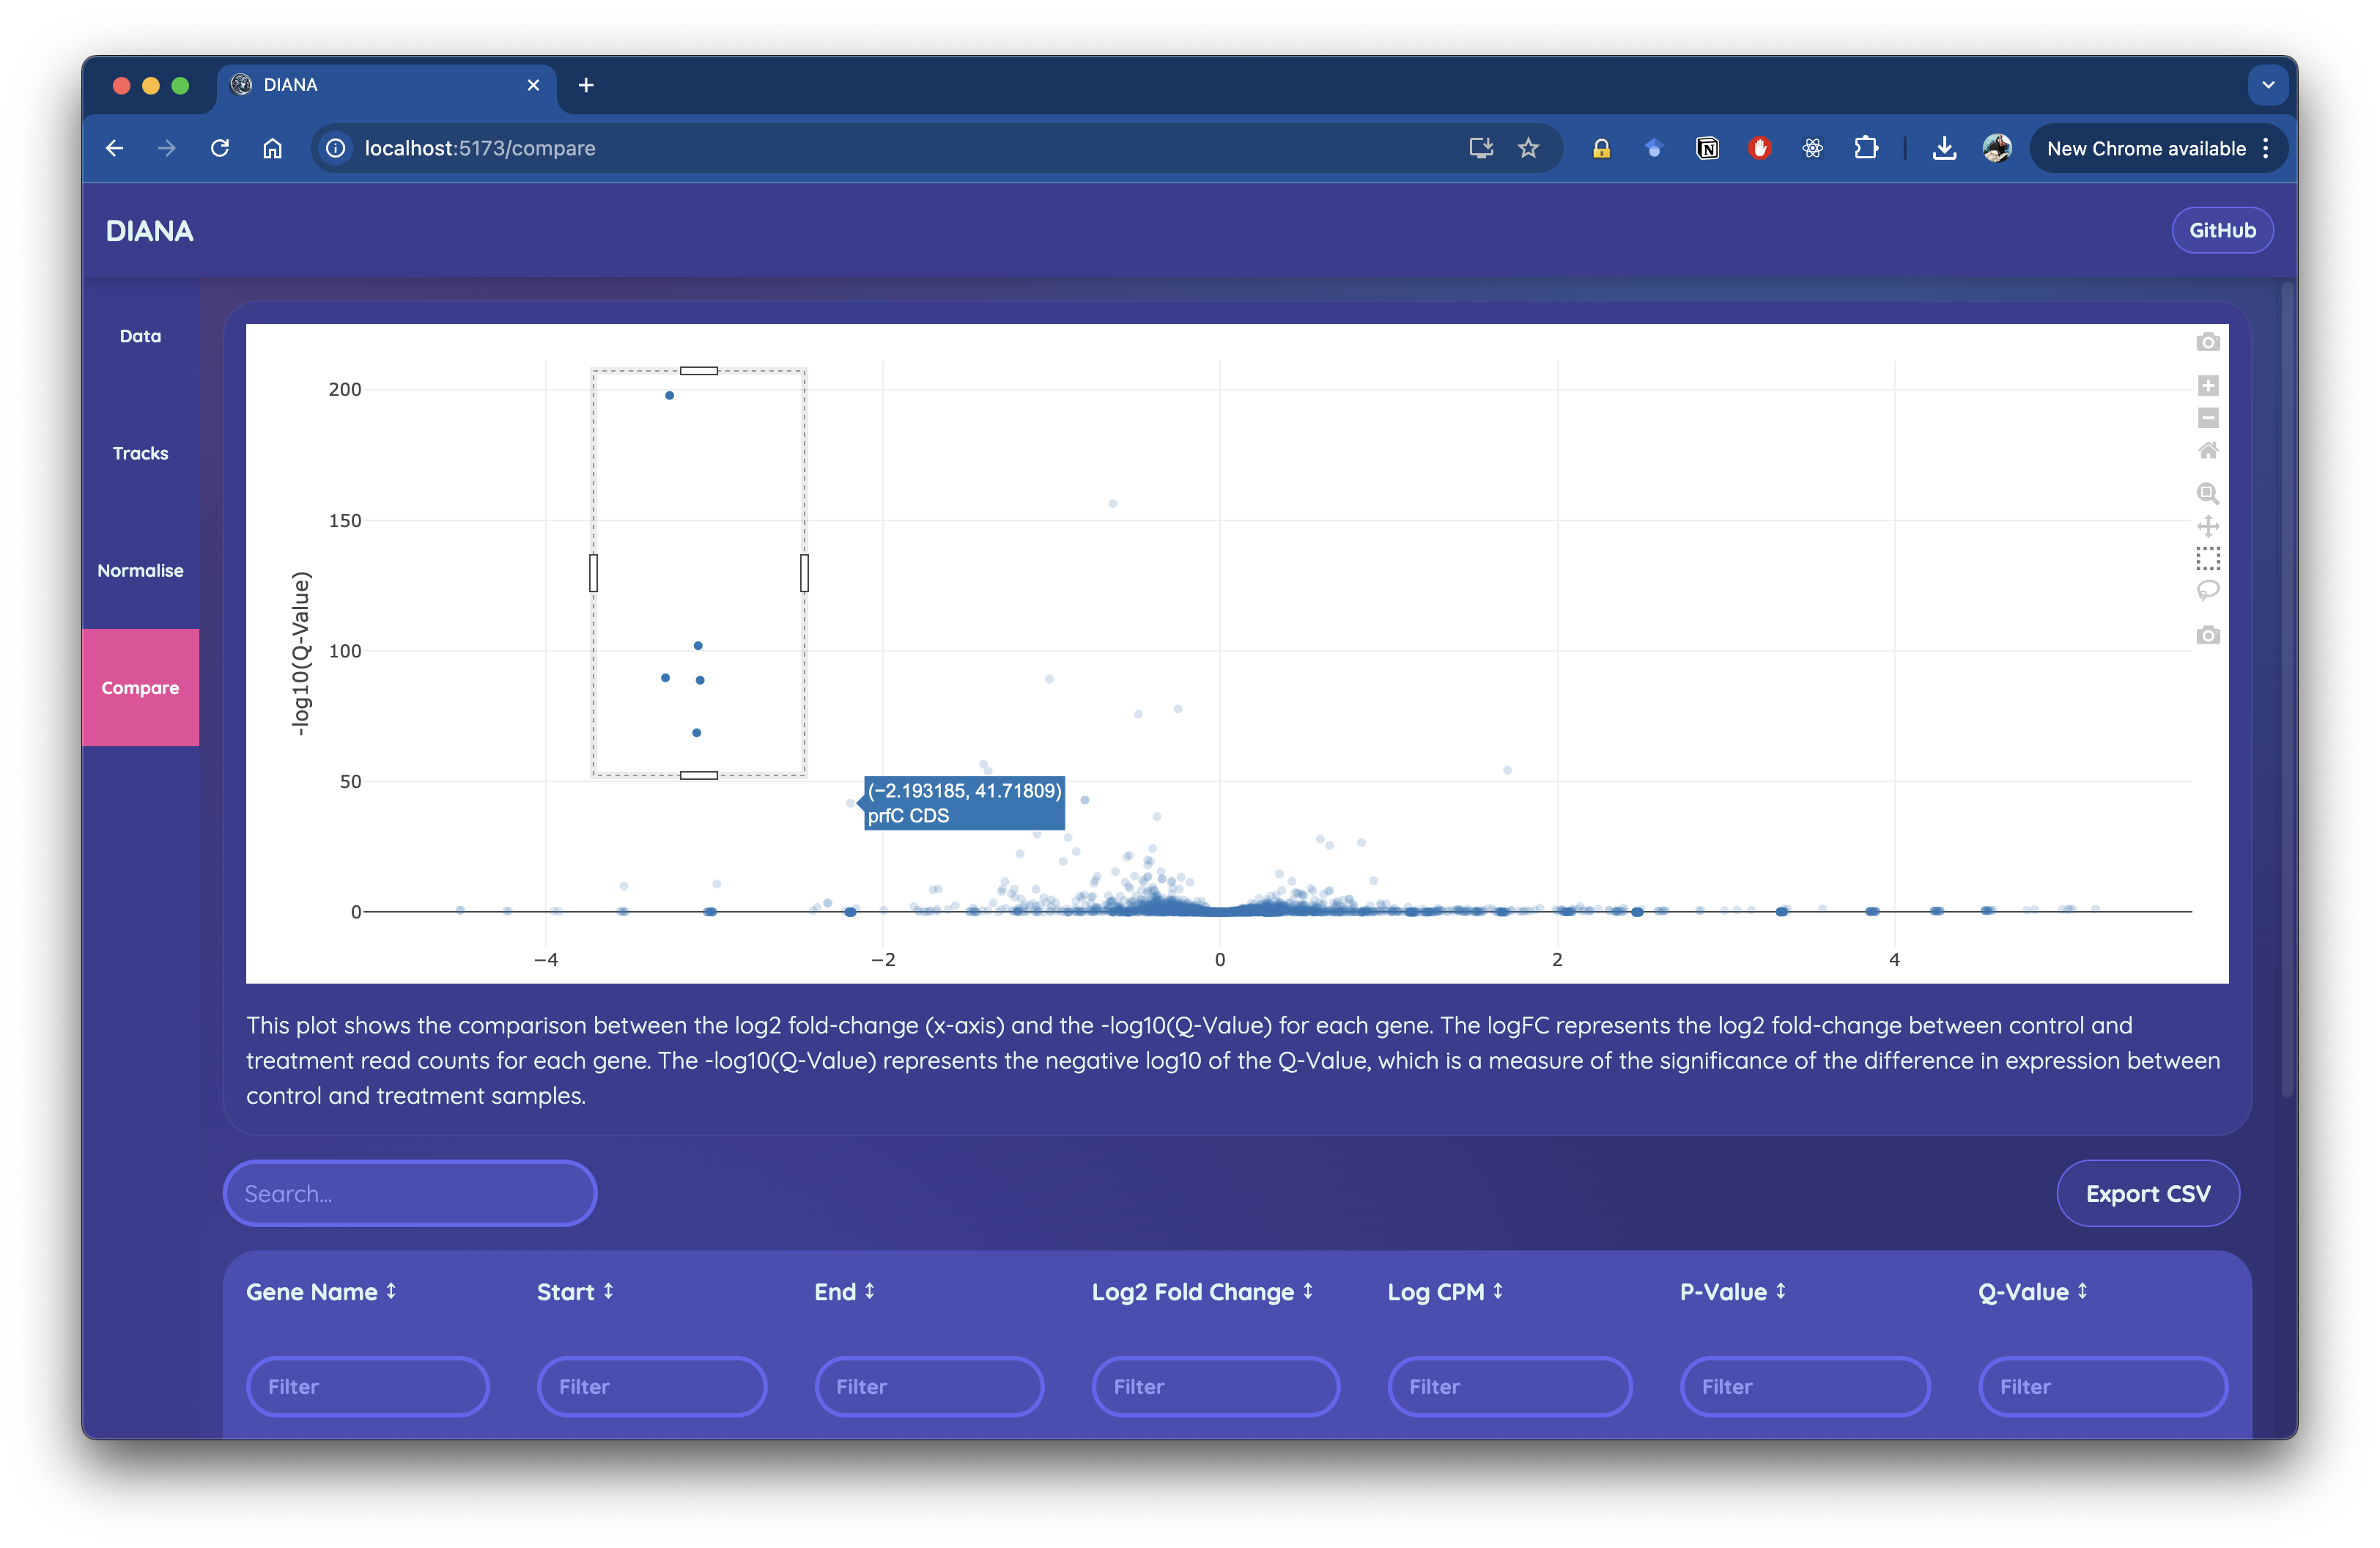 DIANA
localhost:5173/compare
New Chrome available
DIANA
GitHub
Data
Tracks
Normalise
Compare
-log10(Q-Value)
200
150
100
50
0
−4
−2
0
2
4
(−2.193185, 41.71809)
prfC CDS
This plot shows the comparison between the log2 fold-change (x-axis) and the -log10(Q-Value) for each gene. The logFC represents the log2 fold-change between control and
treatment read counts for each gene. The -log10(Q-Value) represents the negative log10 of the Q-Value, which is a measure of the significance of the difference in expression between
control and treatment samples.
Search...
Export CSV
Gene Name Start End Log2 Fold Change Log CPM P-Value Q-Value
Filter Filter Filter Filter Filter Filter Filter